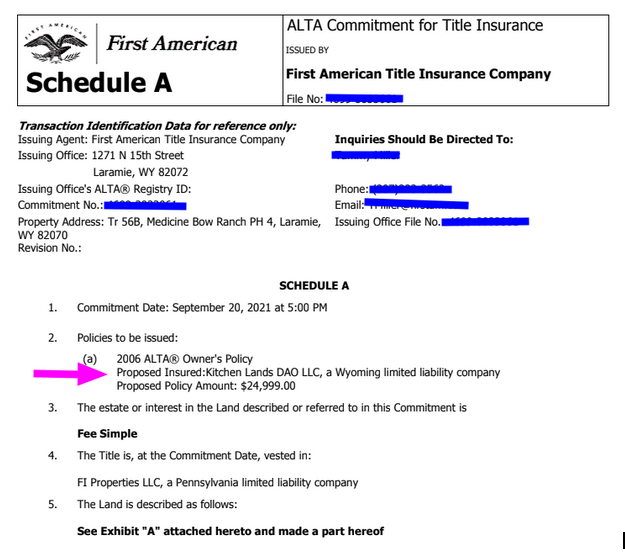 FIRST AMERICAN
First American
Schedule A
ALTA Commitment for Title Insurance
ISSUED BY
First American Title Insurance Company
File No:
Transaction Identification Data for reference only:
Issuing Agent: First American Title Insurance Company
Issuing Office: 1271 N 15th Street
Laramie, WY 82072
Issuing Office's ALTA® Registry ID:
Commitment No.:
Property Address: Tr 56B, Medicine Bow Ranch PH 4, Laramie,
WY 82070
Revision No.:
Inquiries Should Be Directed To:
Phone:
Email:
Issuing Office File No.
SCHEDULE A
1. Commitment Date: September 20, 2021 at 5:00 PM
2. Policies to be issued:
(a) 2006 ALTA® Owner's Policy
Proposed Insured:Kitchen Lands DAO LLC, a Wyoming limited liability company
Proposed Policy Amount: $24,999.00
3. The estate or interest in the Land described or referred to in this Commitment is
Fee Simple
4. The Title is, at the Commitment Date, vested in:
FI Properties LLC, a Pennsylvania limited liability company
5. The Land is described as follows:
See Exhibit "A" attached hereto and made a part hereof